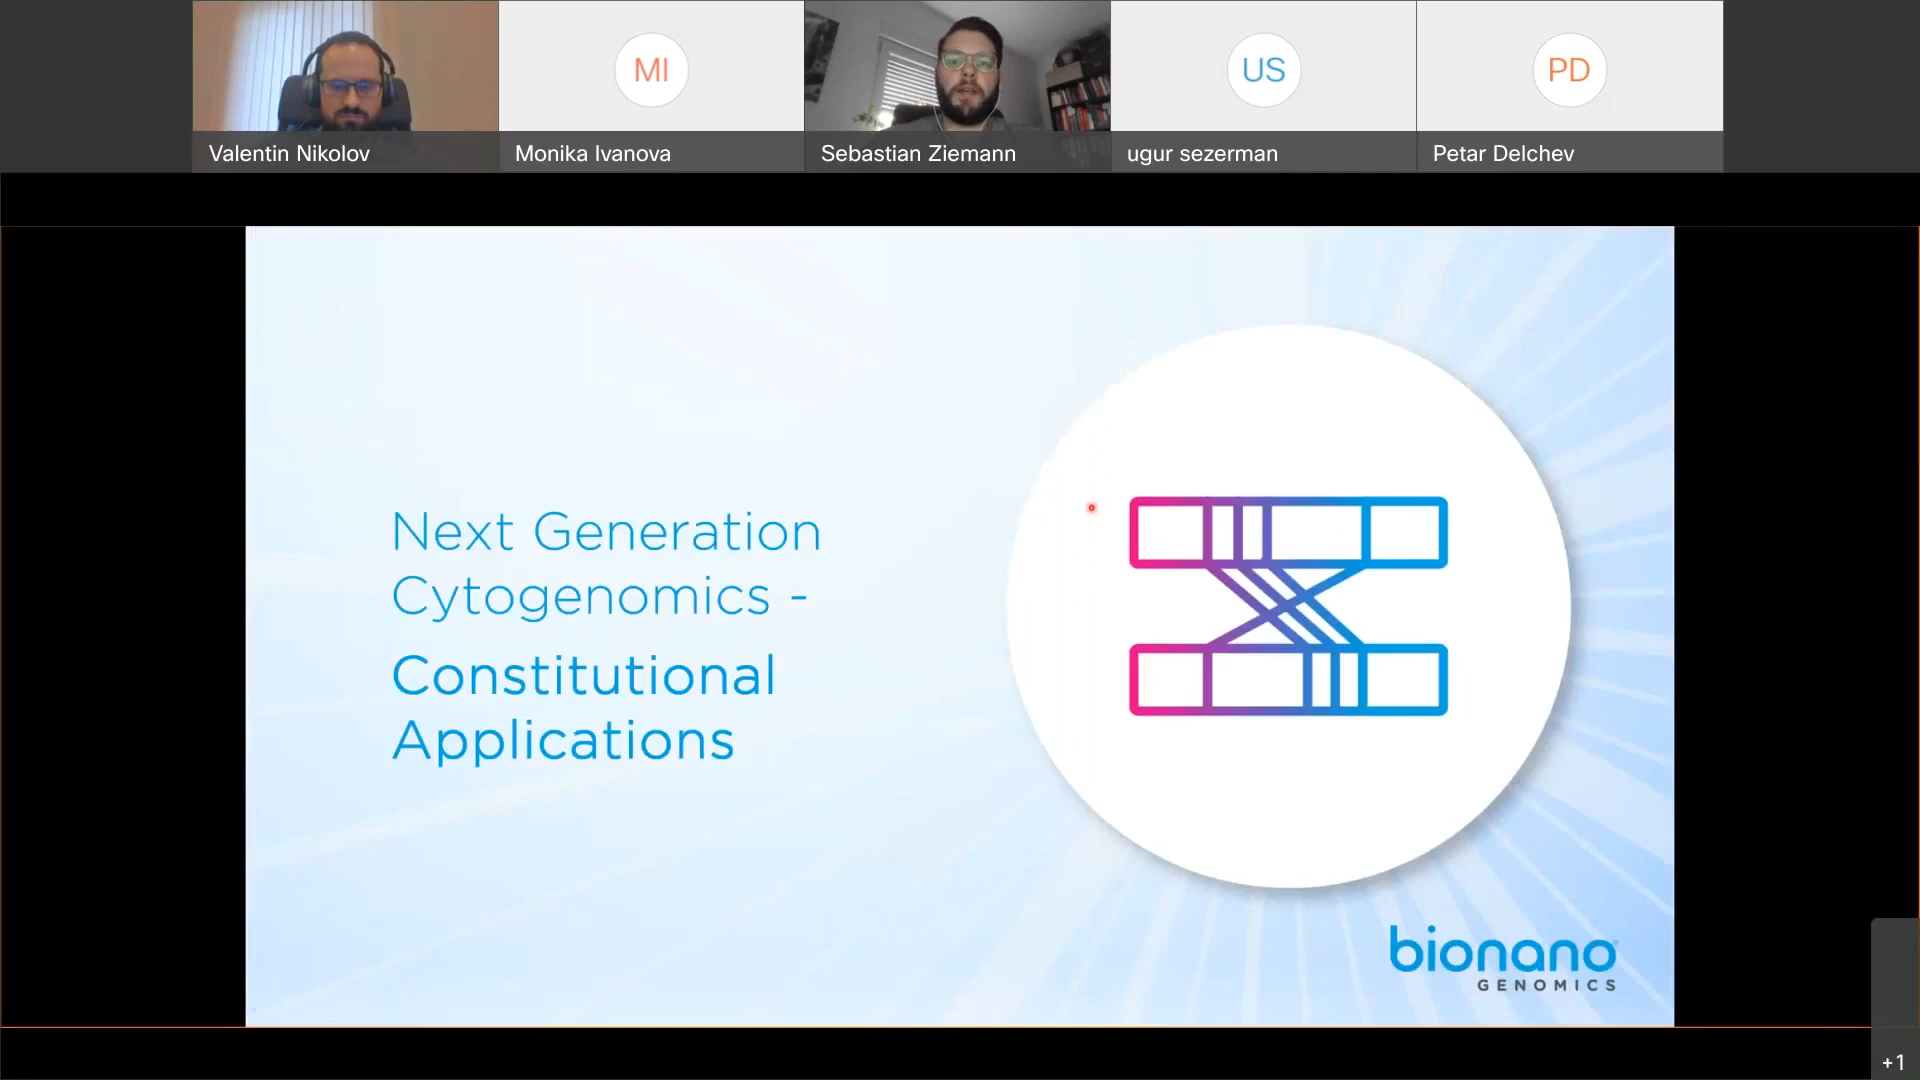 MI
US
PD
Valentin Nikolov
Monika Ivanova
Sebastian Ziemann
ugur sezerman
Petar Delchev
Next Generation
Cytogenomics -
Constitutional
Applications
bionano
GENOMICS
+1